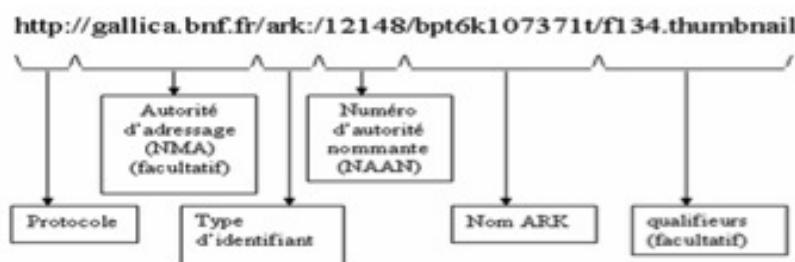 http://gallica.bnf.fr/ark:/12148/bpt6k107371t/f134.thumbnail
Autorité
d'adressage
(NMA)
(facultatif)
Numéro
d'autorité
nommante
(NAAN)
Protocole
Type
d'identifiant
Nom ARK
qualifieurs
(facultatif)